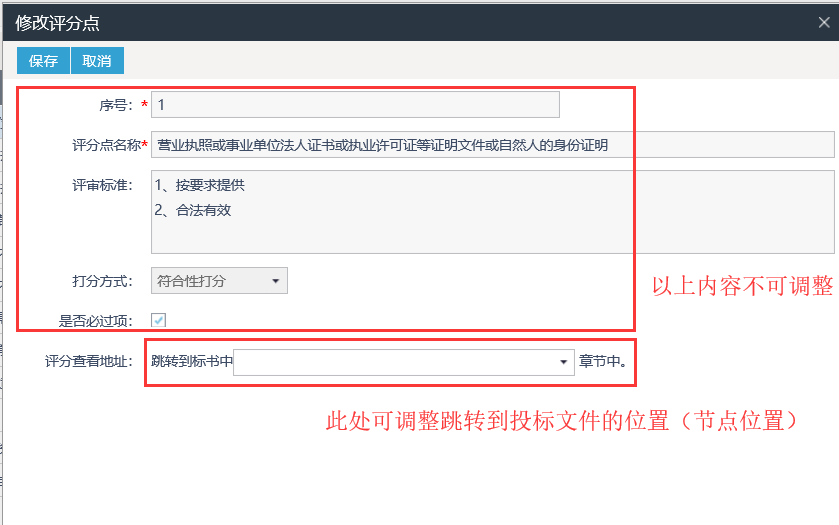 修改评分点
保存 取消
序号：* 1
评分点名称* 营业执照或事业单位法人证书或执业许可证等证明文件或自然人的身份证明
评审标准： 1、按要求提供
2、合法有效
打分方式： 符合性打分
以上内容不可调整
是否必过项：
评分查看地址： 跳转到标书中 章节中。
此处可调整跳转到投标文件的位置（节点位置）